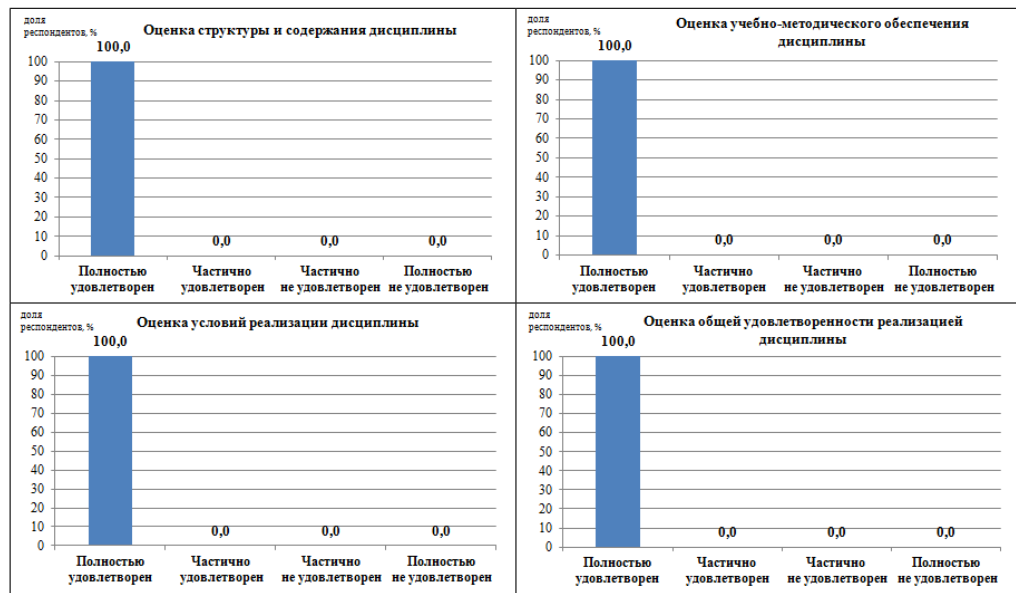 доля
респондентов, %
Оценка структуры и содержания дисциплины
100,0
100
90
80
70
60
50
40
30
20
10
0
0,0 0,0 0,0
Полностью Частично Частично Полностью
удовлетворен удовлетворен не удовлетворен не удовлетворен
доля
респондентов, %
Оценка учебно-методического обеспечения
дисциплины
100,0
100
90
80
70
60
50
40
30
20
10
0
0,0 0,0 0,0
Полностью Частично Частично Полностью
удовлетворен удовлетворен не удовлетворен не удовлетворен
доля
респондентов, %
Оценка условий реализации дисциплины
100,0
100
90
80
70
60
50
40
30
20
10
0
0,0 0,0 0,0
Полностью Частично Частично Полностью
удовлетворен удовлетворен не удовлетворен не удовлетворен
доля
респондентов, %
Оценка общей удовлетворенности реализацией
дисциплины
100,0
100
90
80
70
60
50
40
30
20
10
0
0,0 0,0 0,0
Полностью Частично Частично Полностью
удовлетворен удовлетворен не удовлетворен не удовлетворен